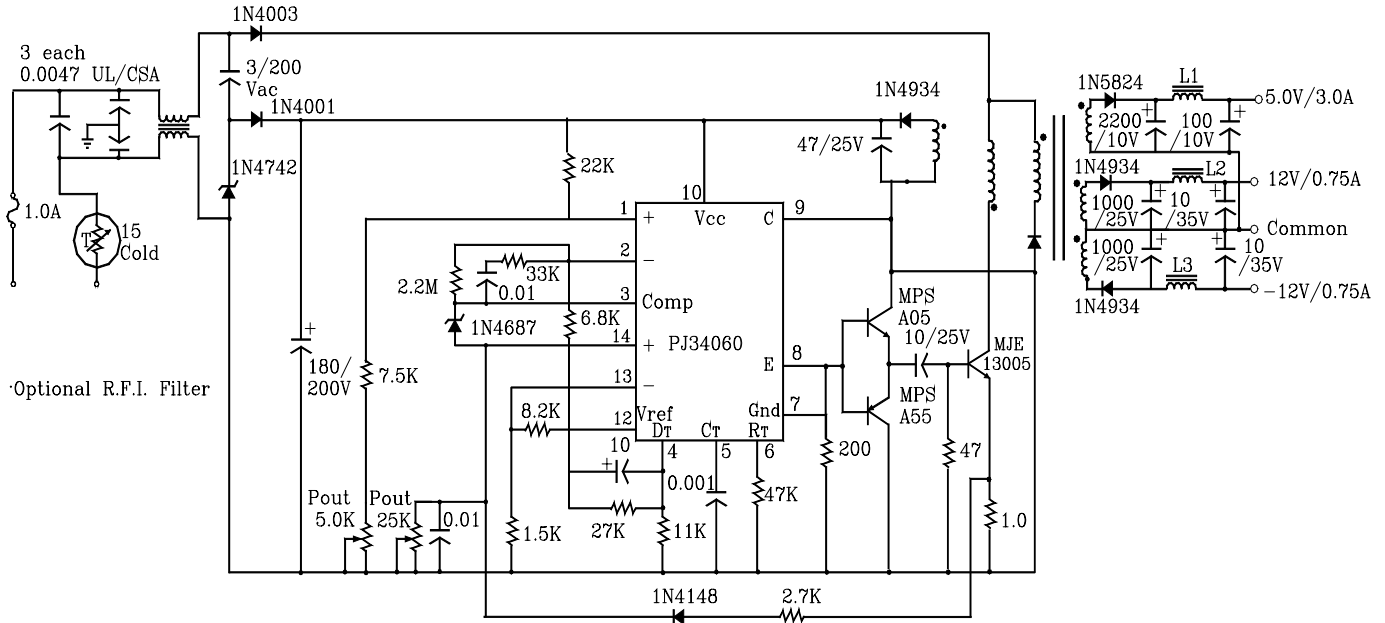 1N4003
3 each
0.0047 UL/CSA
3/200
Vac
1N4001
1N4934
1N5824
L1
5.0V/3.0A
2200
/10V
100
/10V
47/25V
22K
1N4742
1N4934
L2
12V/0.75A
1.0A
T
15
Cold
10
Vcc
1
+
C
9
1000
/25V
10
/35V
Common
2
−
33K
2.2M
0.01
3
Comp
1000
/25V
10
/35V
L3
−12V/0.75A
1N4934
1N4687
6.8K
14
+
PJ34060
MPS
A05
10/25V
MJE
13005
E
8
180/
200V
+
7.5K
·Optional R.F.I. Filter
13
−
MPS
A55
8.2K
12
Vref
Gnd
7
DT
CT
RT
10
+
4
5
6
200
47
0.001
47K
Pout
5.0K
Pout
25K
0.01
1.5K
27K
11K
1.0
1N4148
2.7K
+
+
+
+
+
+